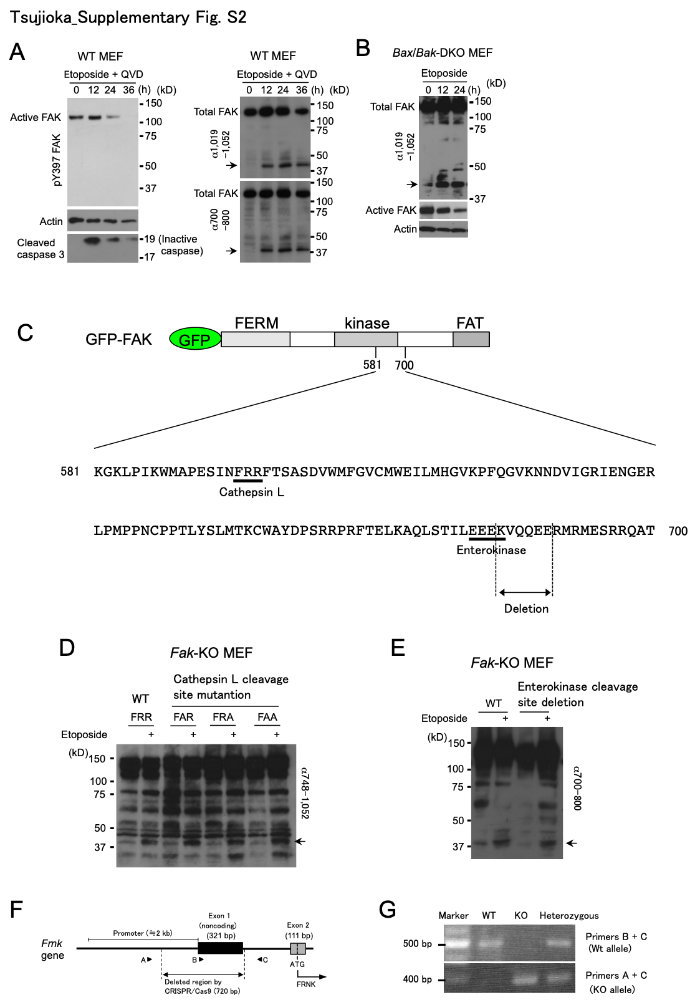 Tsujioka_Supplementary Fig. S2
A
WT MEF
Etoposide + QVD
0 12 24 36 (h) (kD)
Active FAK
pY397 FAK
150
100
75
50
37
Actin
Cleaved
caspase 3
19 (Inactive
caspase)
17
WT MEF
Etoposide + QVD
0 12 24 36 (h) (kD)
Total FAK
α1,019
-1,052
150
100
75
50
37
Total FAK
α700
-800
150
100
75
50
37
B
Bax/Bak-DKO MEF
Etoposide
0 12 24 (h) (kD)
Total FAK
α1,019
-1,052
150
100
75
50
37
Active FAK
Actin
C
GFP-FAK
GFP
FERM
kinase
FAT
581 700
581 KGKLPIKWMAPESINFRRFTSASDVWMFGVCMWEILMHGVKPFQGVKNNDVIGRIENGER
Cathepsin L
LPMPPNCPPTLYSLMTKCWAYDPSRRPRFTELKAQLSTILEEEKVQQEERMRMESRRQAT 700
Enterokinase
Deletion
D
Fak-KO MEF
Cathepsin L cleavage
site mutantion
WT
FRR FAR FRA FAA
Etoposide + + + +
(kD)
150
100
75
50
37
α748-1,052
E
Fak-KO MEF
Enterokinase cleavage
site deletion
WT
Etoposide + +
(kD)
150
100
75
50
37
α700-800
F
Frnk
gene
Promoter (≒2 kb)
Exon 1
(noncoding)
(321 bp)
Exon 2
(111 bp)
A B C
ATG
FRNK
Deleted region by
CRISPR/Cas9 (720 bp)
G
Marker WT KO Heterozygous
500 bp
Primers B + C
(Wt allele)
400 bp
Primers A + C
(KO allele)